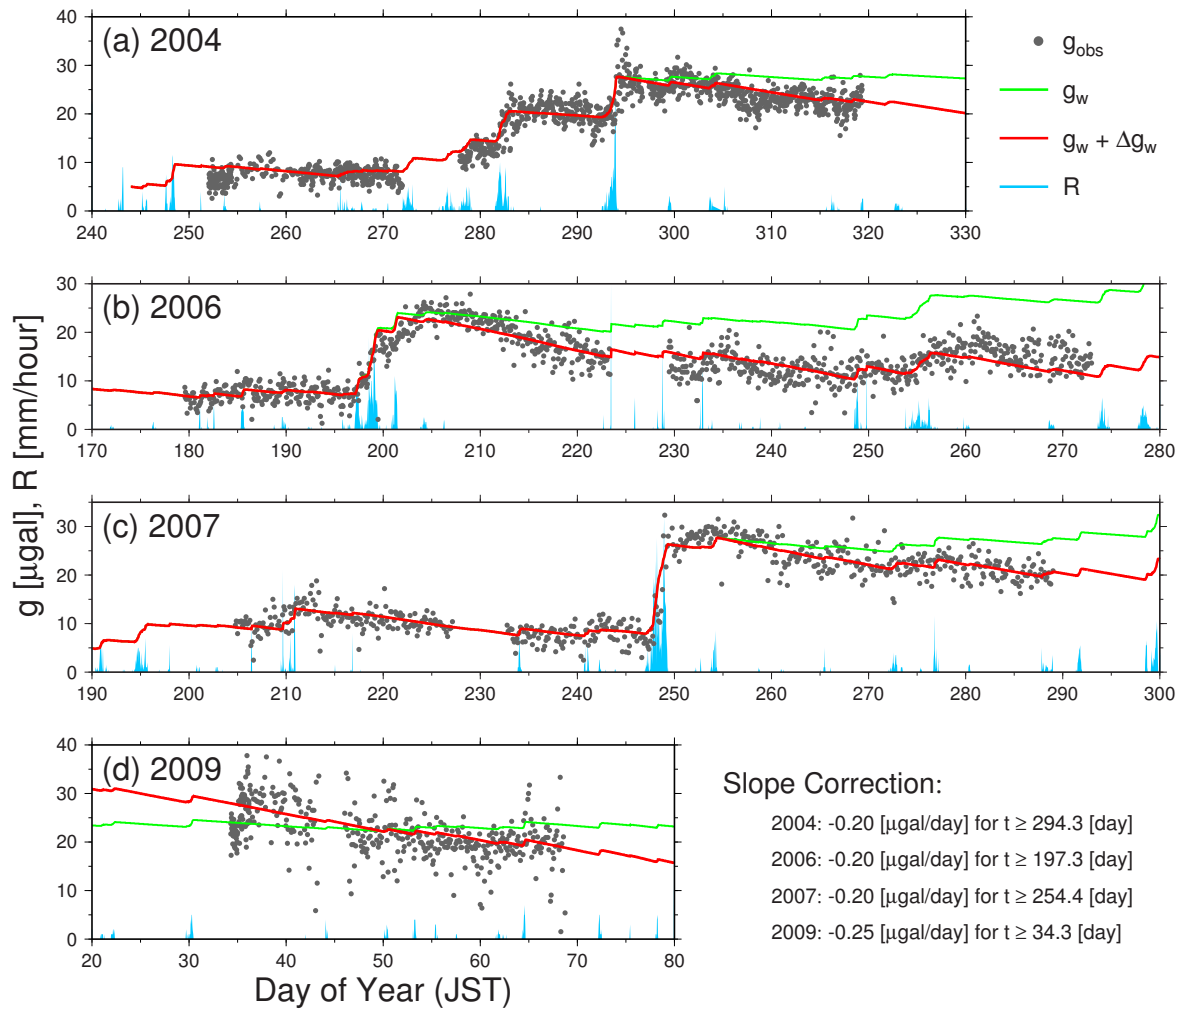 (a) 2004
40
30
20
10
0
240 250 260 270 280 290 300 310 320 330
g_obs
g_w
g_w + Δg_w
R
(b) 2006
30
20
10
0
170 180 190 200 210 220 230 240 250 260 270 280
g [μgal], R [mm/hour]
(c) 2007
30
20
10
0
190 200 210 220 230 240 250 260 270 280 290 300
(d) 2009
40
30
20
10
0
20 30 40 50 60 70 80
Day of Year (JST)
Slope Correction:
2004: -0.20 [μgal/day] for t ≥ 294.3 [day]
2006: -0.20 [μgal/day] for t ≥ 197.3 [day]
2007: -0.20 [μgal/day] for t ≥ 254.4 [day]
2009: -0.25 [μgal/day] for t ≥ 34.3 [day]